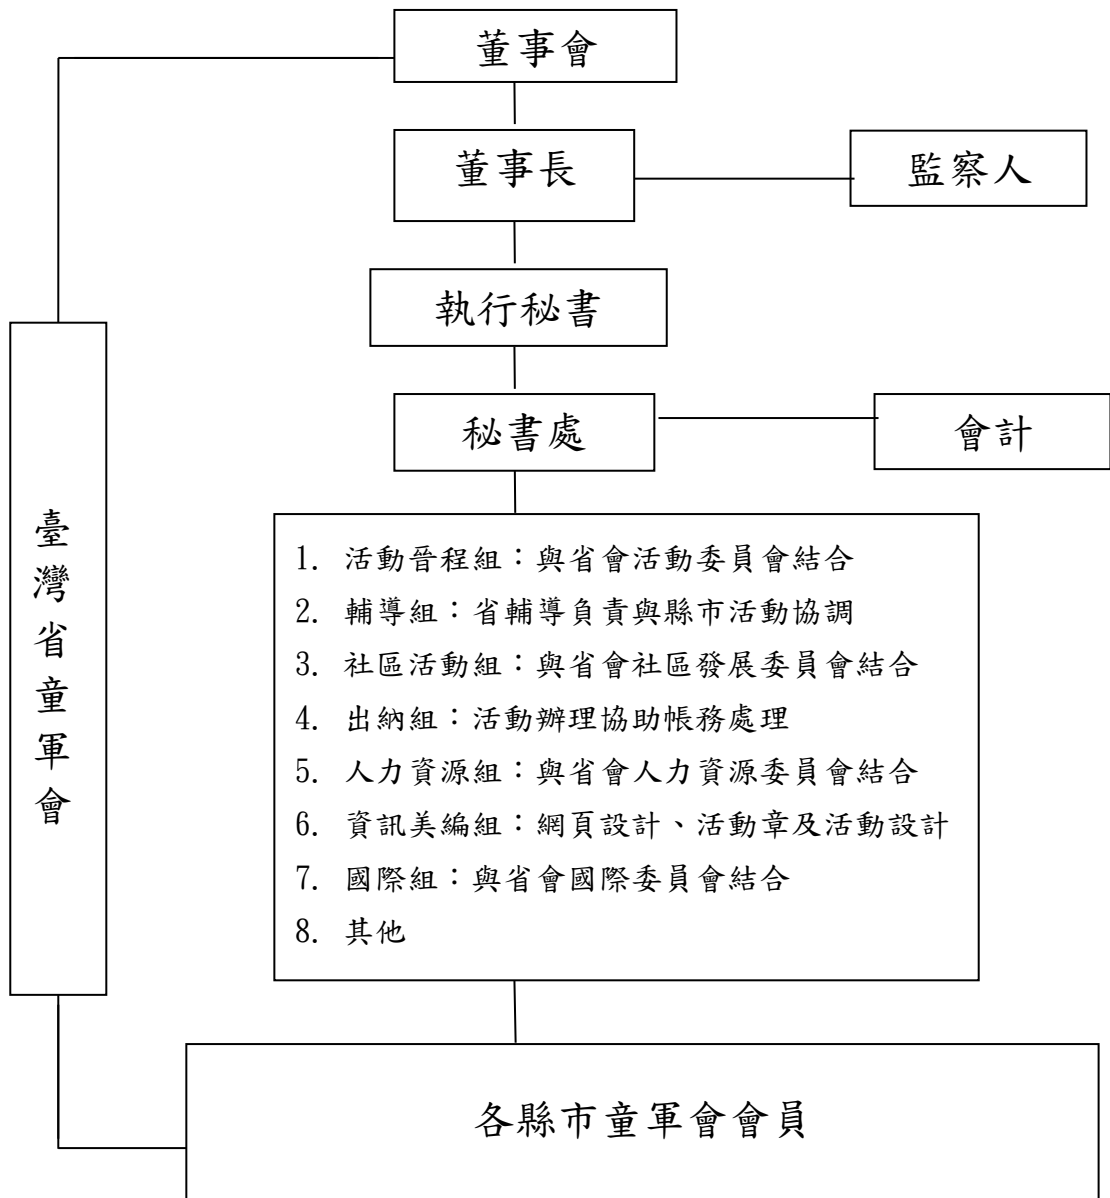 董事會
董事長
監察人
執行秘書
秘書處
會計
臺灣省童軍會
1. 活動晉程組：與省會活動委員會結合
2. 輔導組：省輔導負責與縣市活動協調
3. 社區活動組：與省會社區發展委員會結合
4. 出納組：活動辦理協助帳務處理
5. 人力資源組：與省會人力資源委員會結合
6. 資訊美編組：網頁設計、活動章及活動設計
7. 國際組：與省會國際委員會結合
8. 其他
各縣市童軍會會員